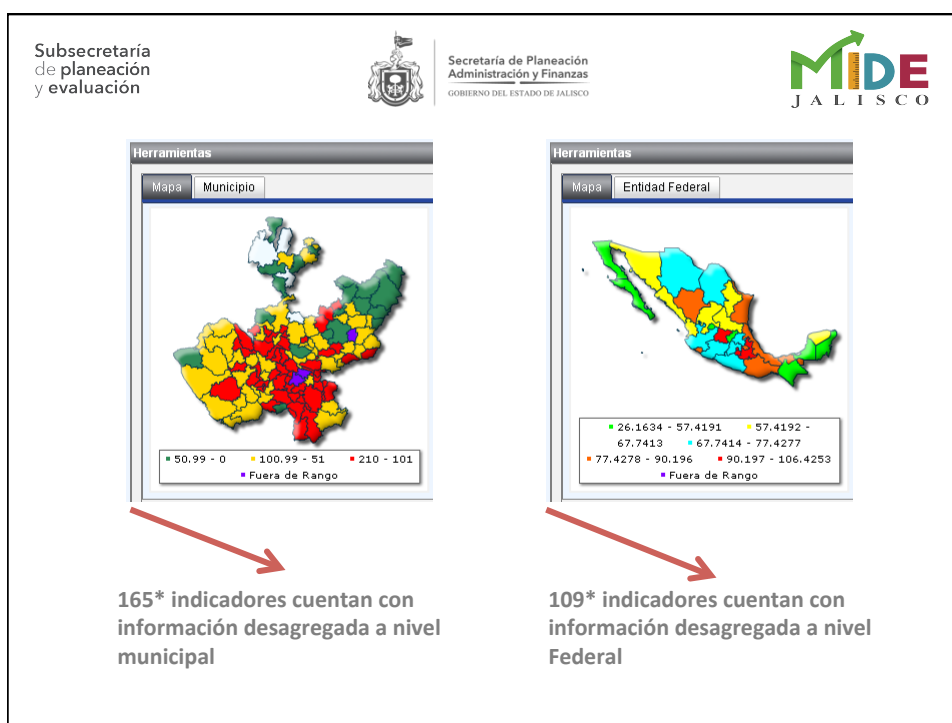 Subsecretaría
de planeación
y evaluación
Secretaría de Planeación
Administración y Finanzas
GOBIERNO DEL ESTADO DE JALISCO
MIDE
JALISCO
Herramientas
Mapa Municipio
50.99 - 0 100.99 - 51 210 - 101
Fuera de Rango
Herramientas
Mapa Entidad Federal
26.1634 - 57.4191 57.4192 -
67.7413 67.7414 - 77.4277
77.4278 - 90.196 90.197 - 106.4253
Fuera de Rango
165* indicadores cuentan con
información desagregada a nivel
municipal
109* indicadores cuentan con
información desagregada a nivel
Federal